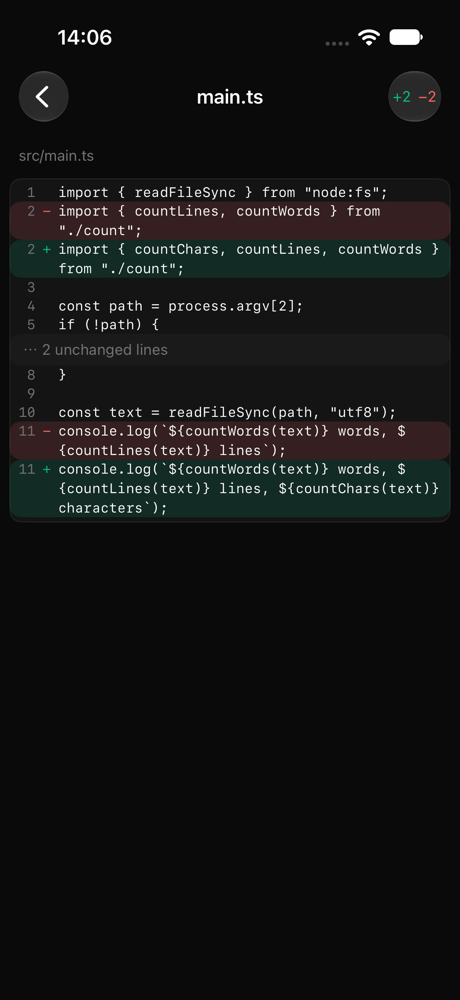 14:06
main.ts
+2 −2
src/main.ts
1 import { readFileSync } from "node:fs";
2 − import { countLines, countWords } from
"./count";
2 + import { countChars, countLines, countWords }
from "./count";
3
4 const path = process.argv[2];
5 if (!path) {
··· 2 unchanged lines
8 }
9
10 const text = readFileSync(path, "utf8");
11 − console.log(`${countWords(text)} words, $
{countLines(text)} lines`);
11 + console.log(`${countWords(text)} words, $
{countLines(text)} lines, ${countChars(text)}
characters`);